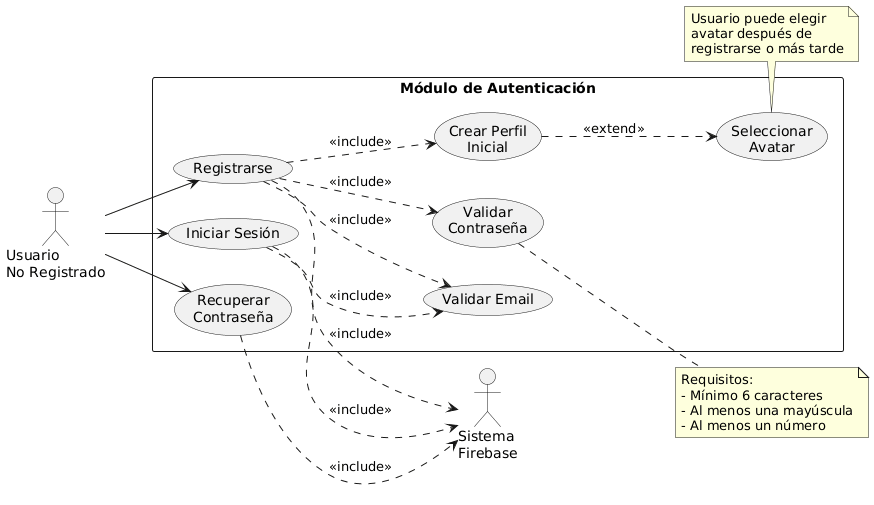 Usuario puede elegir
avatar después de
registrarse o más tarde
Módulo de Autenticación
Crear Perfil
Inicial
«extend»
Seleccionar
Avatar
«include»
Registrarse
«include»
Validar
Contraseña
«include»
Usuario
No Registrado
Iniciar Sesión
Recuperar
Contraseña
«include»
Validar Email
«include»
Requisitos:
- Mínimo 6 caracteres
- Al menos una mayúscula
- Al menos un número
«include»
Sistema
Firebase
«include»